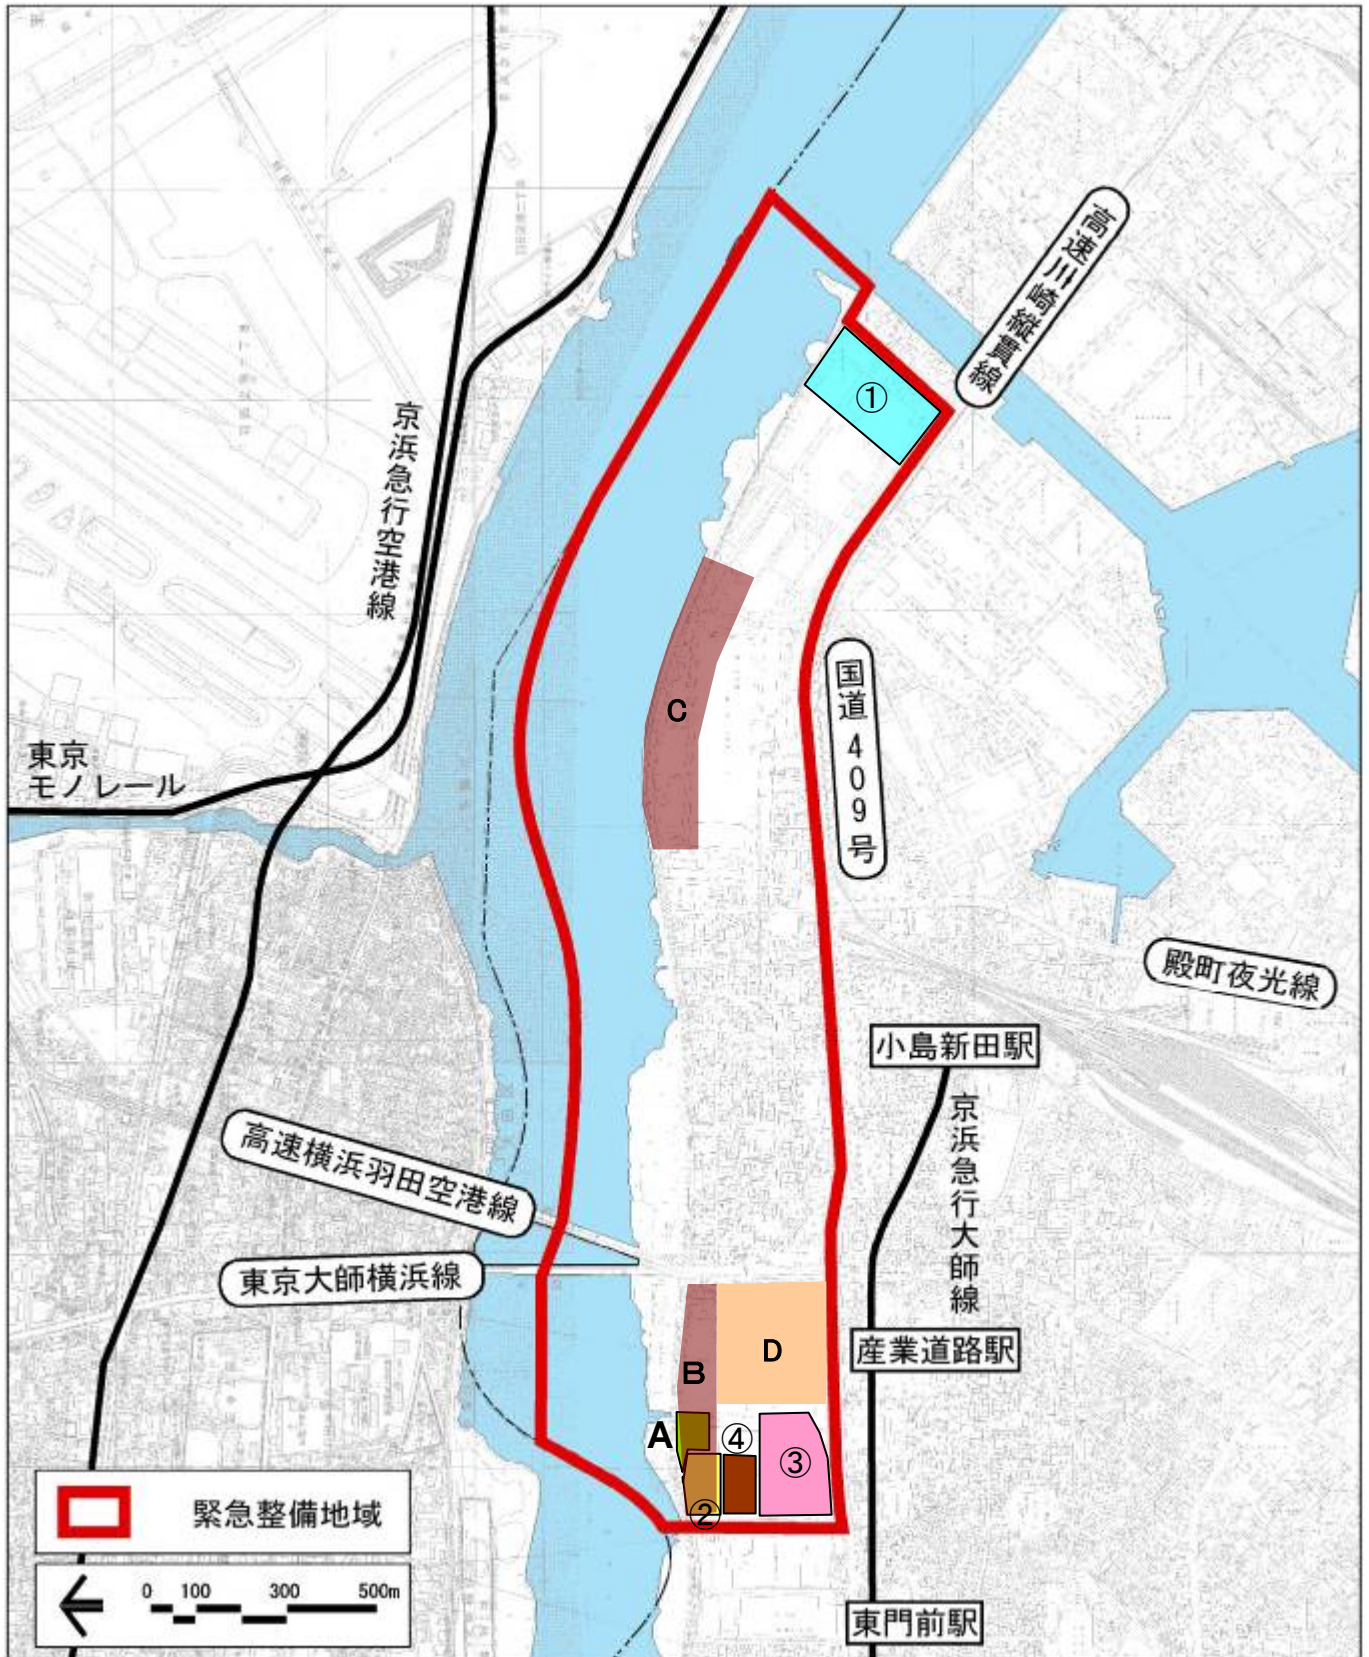 高速川崎縦貫線
①
京浜急行空港線
国道409号
C
東京
モノレール
殿町夜光線
小島新田駅
京浜急行大師線
高速横浜羽田空港線
東京大師横浜線
産業道路駅
D
B
A
④
③
②
緊急整備地域
0 100 300 500m
東門前駅